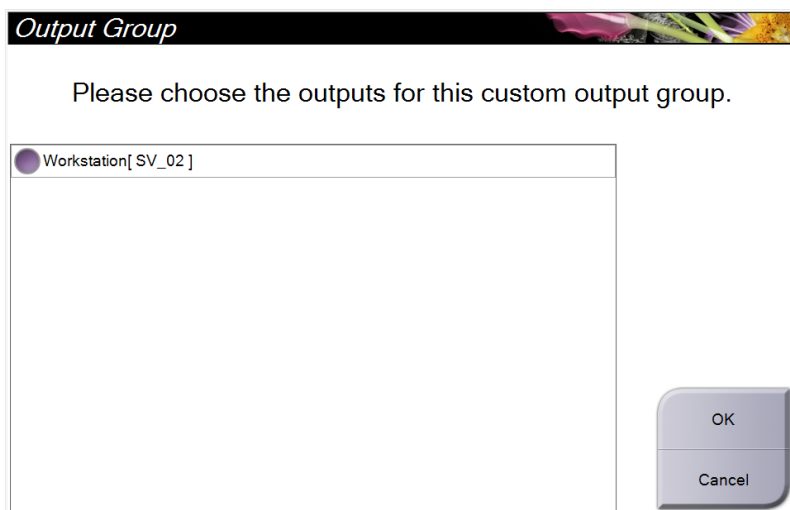 Output Group
Please choose the outputs for this custom output group.
Workstation[ SV_02 ]
OK
Cancel